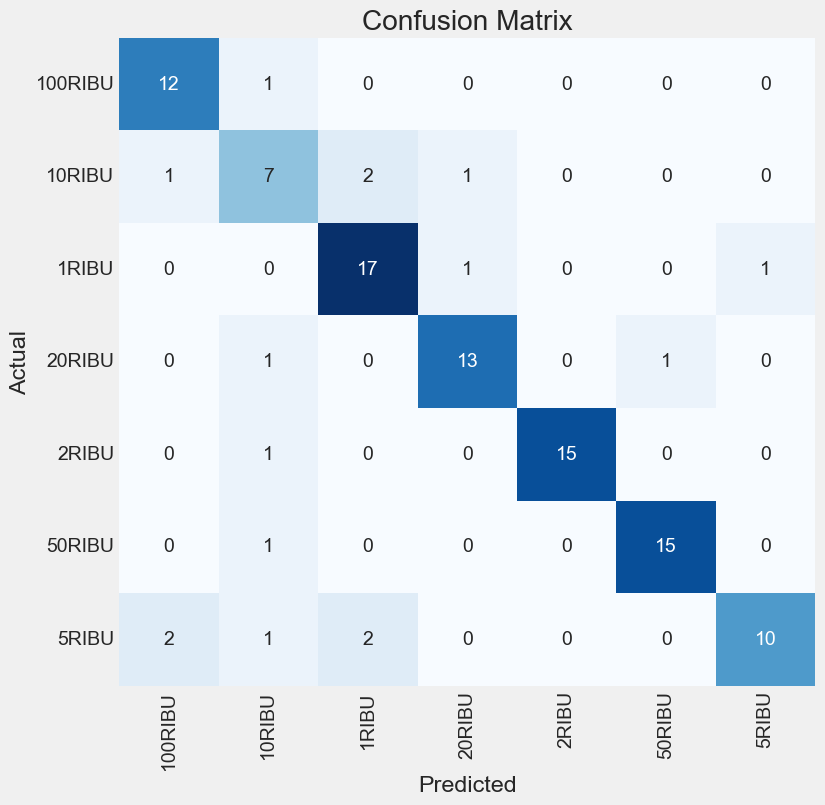 Confusion Matrix
100RIBU 12 1 0 0 0 0 0
10RIBU 1 7 2 1 0 0 0
1RIBU 0 0 17 1 0 0 1
Actual
20RIBU 0 1 0 13 0 1 0
2RIBU 0 1 0 0 15 0 0
50RIBU 0 1 0 0 0 15 0
5RIBU 2 1 2 0 0 0 10
100RIBU 10RIBU 1RIBU 20RIBU 2RIBU 50RIBU 5RIBU
Predicted